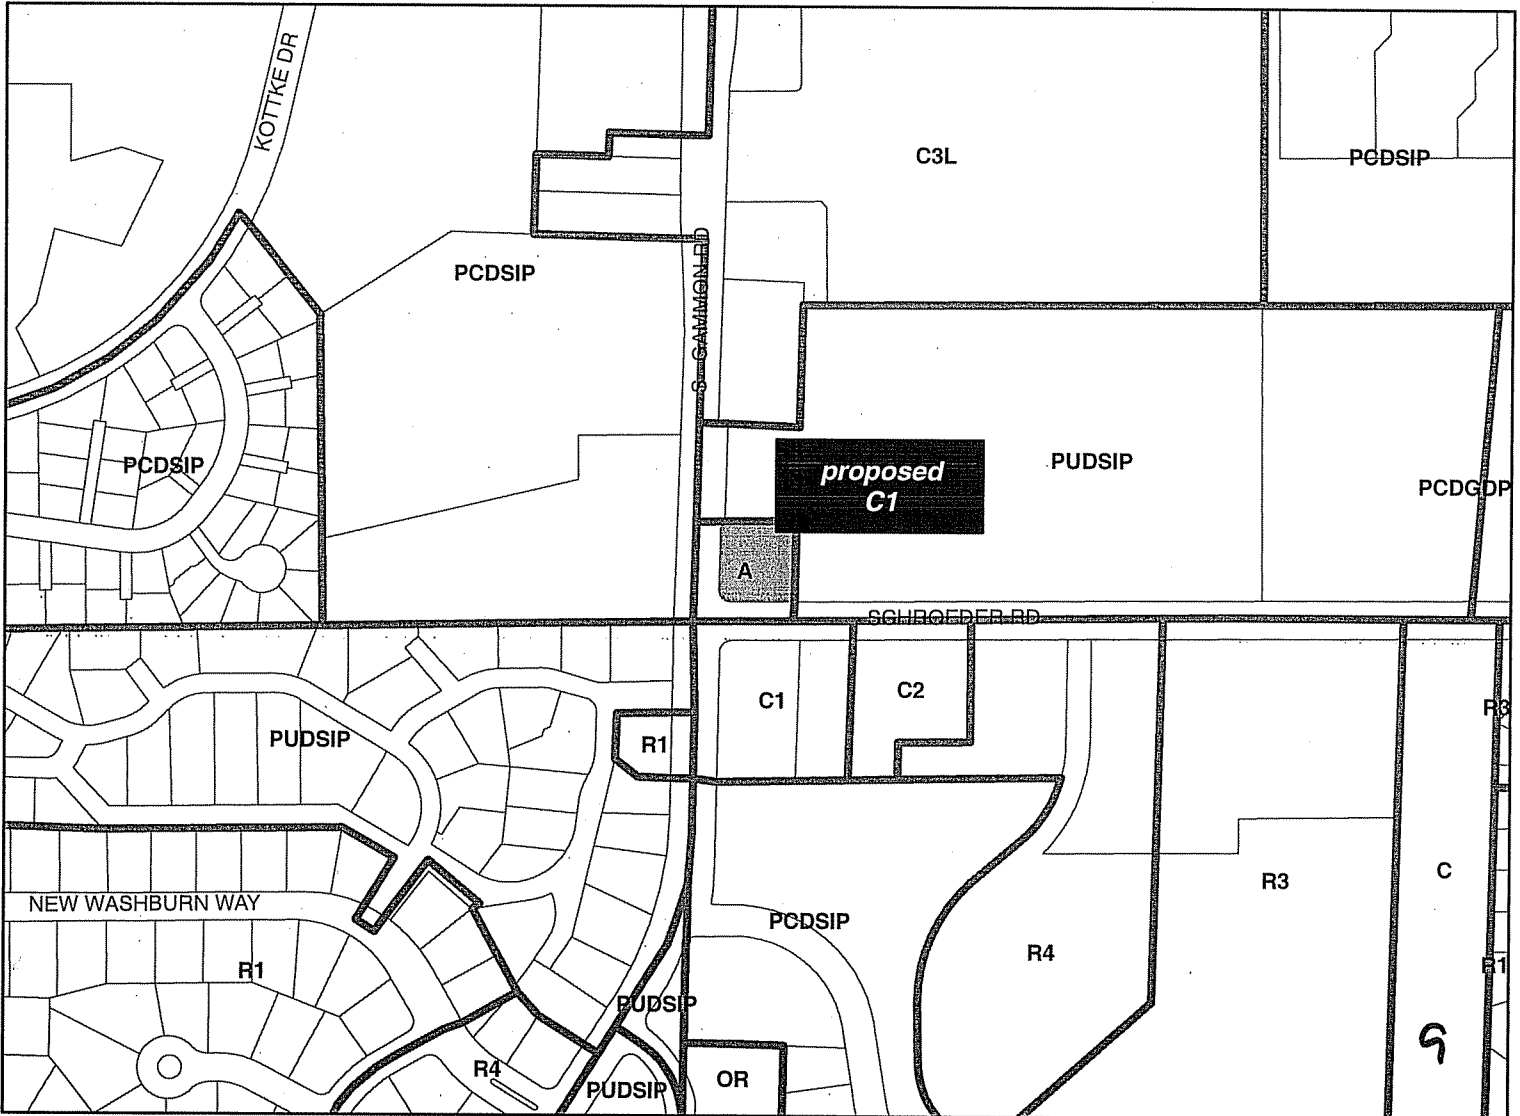 KOTTKE DR
C3L
PCDSIP
PCDSIP
S GAMMON RD
PCDSIP
proposed
C1
PUDSIP
PCDGDP
A
SCHROEDER RD
C1
C2
R3
PUDSIP
R1
NEW WASHBURN WAY
R1
PCDSIP
R4
R3
C
R1
PUDSIP
R4
PUDSIP
OR